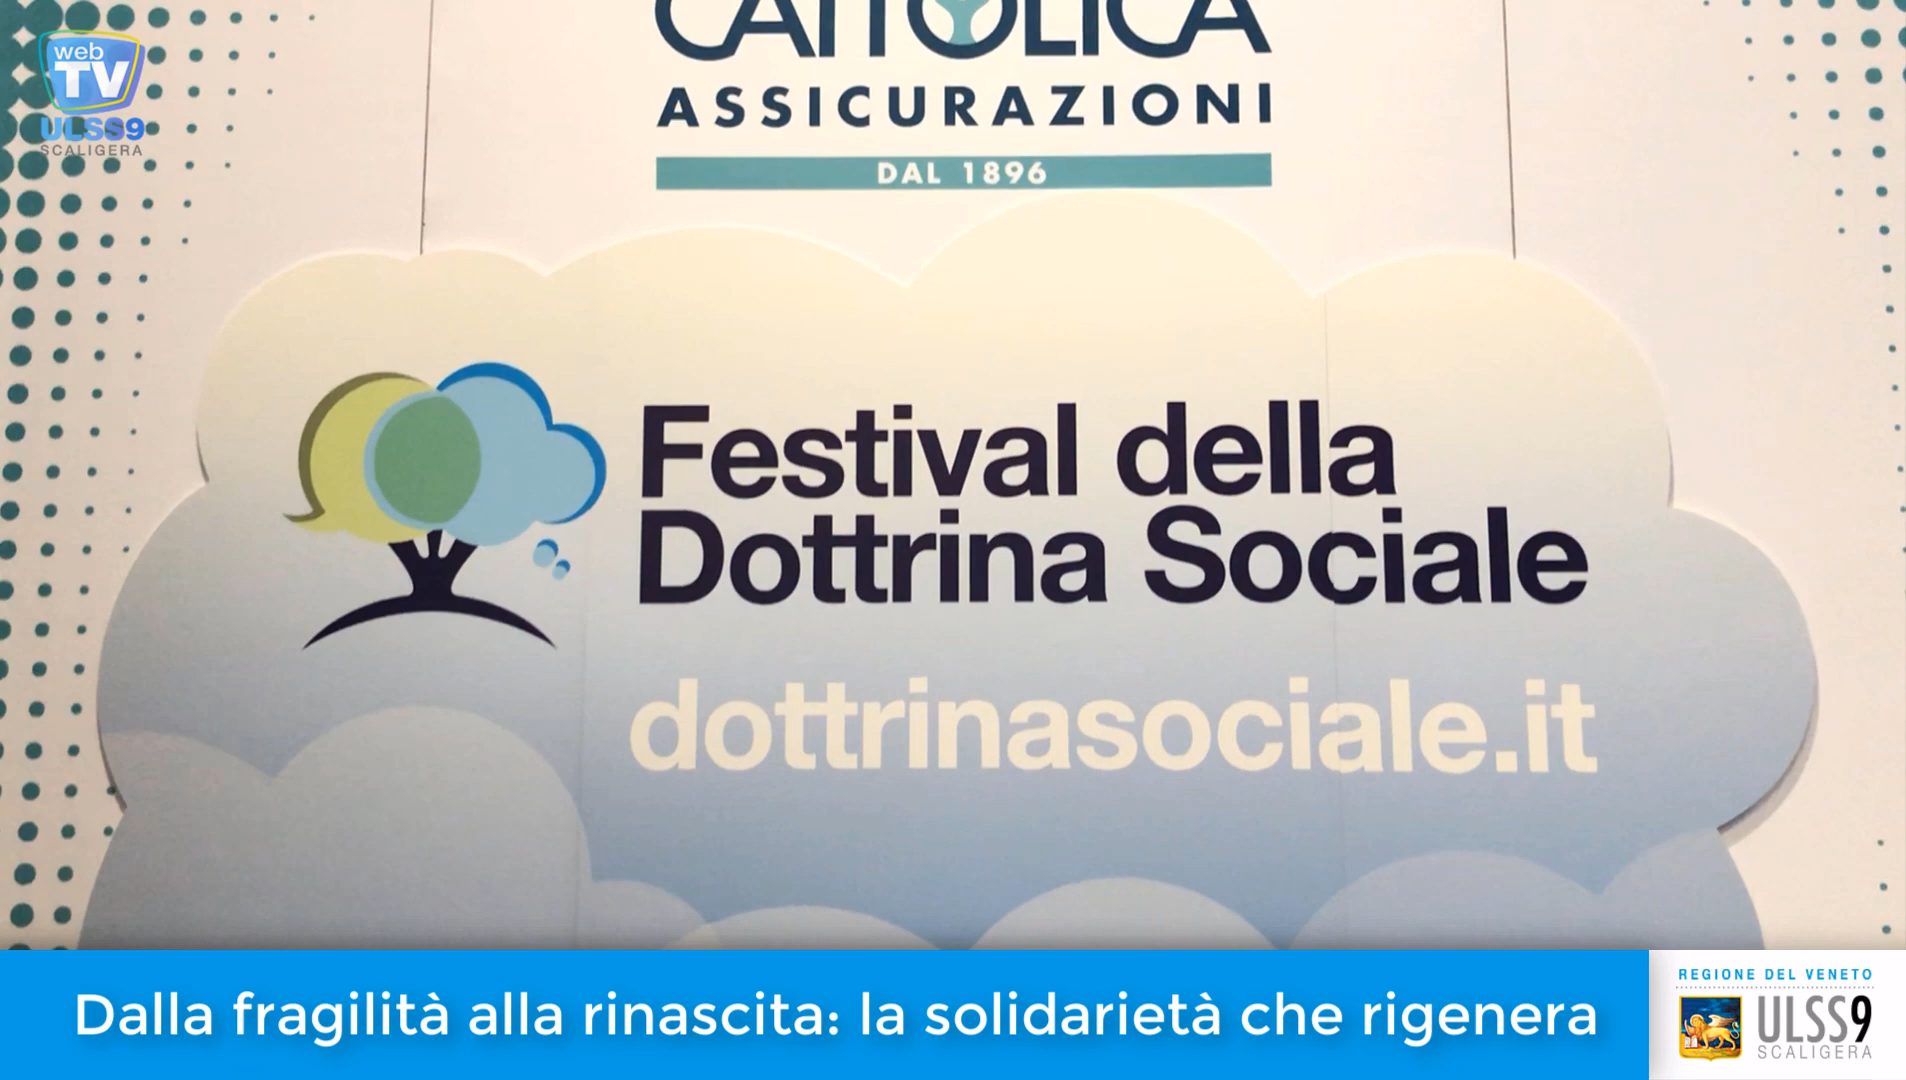 CATTOLICA
ASSICURAZIONI
DAL 1896
web
TV
ULSS9
SCALIGERA
Festival della
Dottrina Sociale
dottrinasociale.it
Dalla fragilità alla rinascita: la solidarietà che rigenera
REGIONE DEL VENETO
ULSS9
SCALIGERA